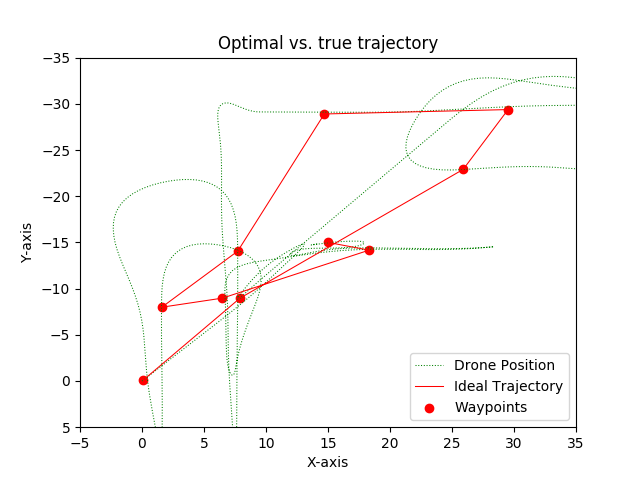 Optimal vs. true trajectory
−35
−30
−25
−20
−15
−10
−5
0
5
Y-axis
−5 0 5 10 15 20 25 30 35
X-axis
Drone Position
Ideal Trajectory
Waypoints